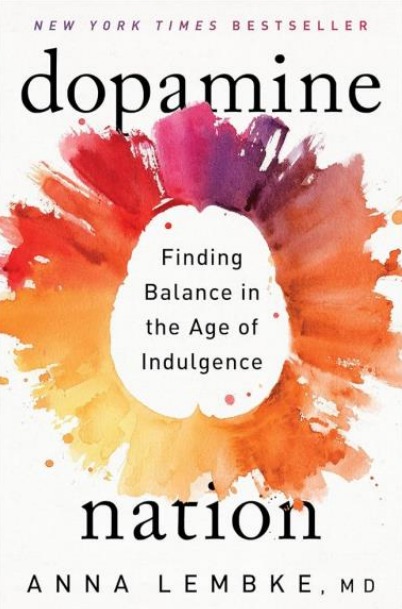 NEW YORK TIMES BESTSELLER
dopamine
Finding
Balance in
the Age of
Indulgence
nation
ANNA LEMBKE, MD